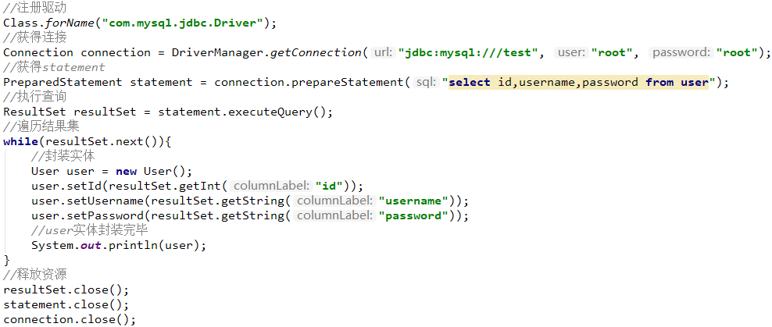 //注册驱动
Class.forName("com.mysql.jdbc.Driver");
//获得连接
Connection connection = DriverManager.getConnection( url: "jdbc:mysql:///test", user: "root", password: "root");
//获得statement
PreparedStatement statement = connection.prepareStatement( sql: "select id,username,password from user");
//执行查询
ResultSet resultSet = statement.executeQuery();
//遍历结果集
while(resultSet.next()){
    //封装实体
    User user = new User();
    user.setId(resultSet.getInt( columnLabel: "id"));
    user.setUsername(resultSet.getString( columnLabel: "username"));
    user.setPassword(resultSet.getString( columnLabel: "password"));
    //user实体封装完毕
    System.out.println(user);
}
//释放资源
resultSet.close();
statement.close();
connection.close();